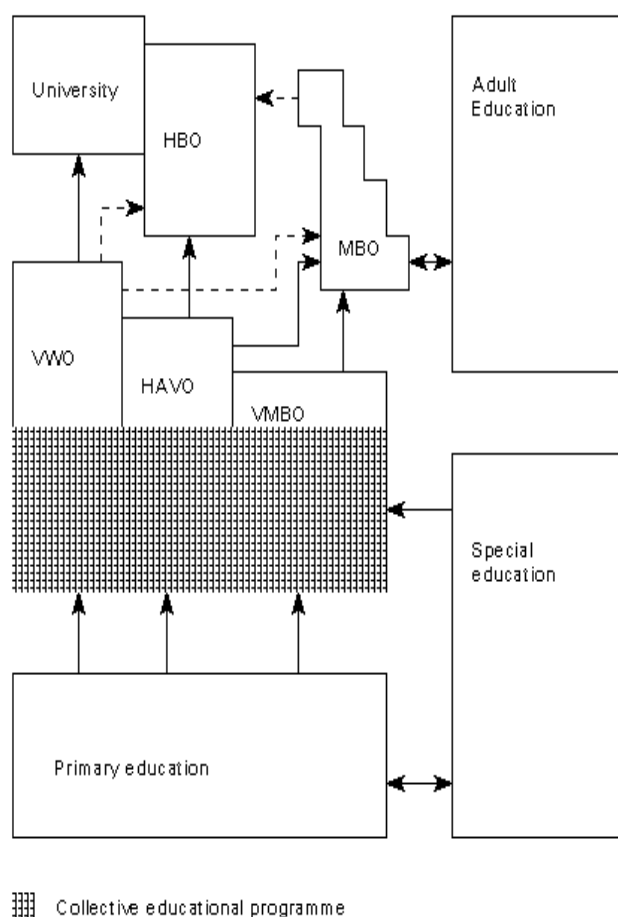 University
HBO
Adult
Education
MBO
VWO
HAVO
VMBO
Special
education
Primary education
Collective educational programme